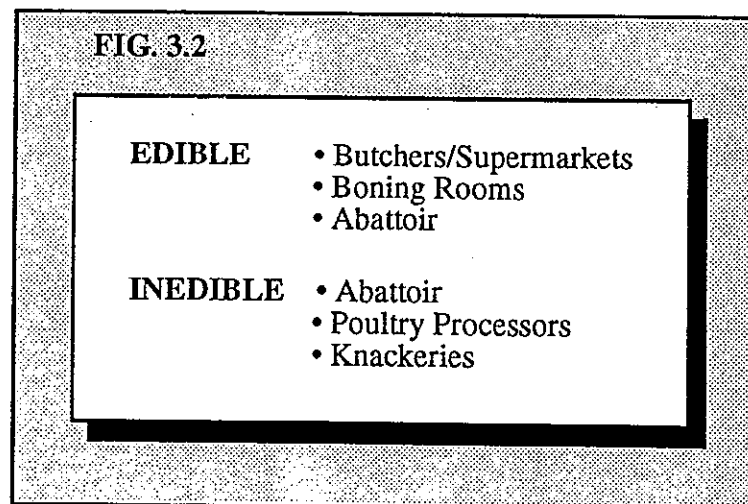 FIG. 3.2
EDIBLE • Butchers/Supermarkets
• Boning Rooms
• Abattoir
INEDIBLE • Abattoir
• Poultry Processors
• Knackeries